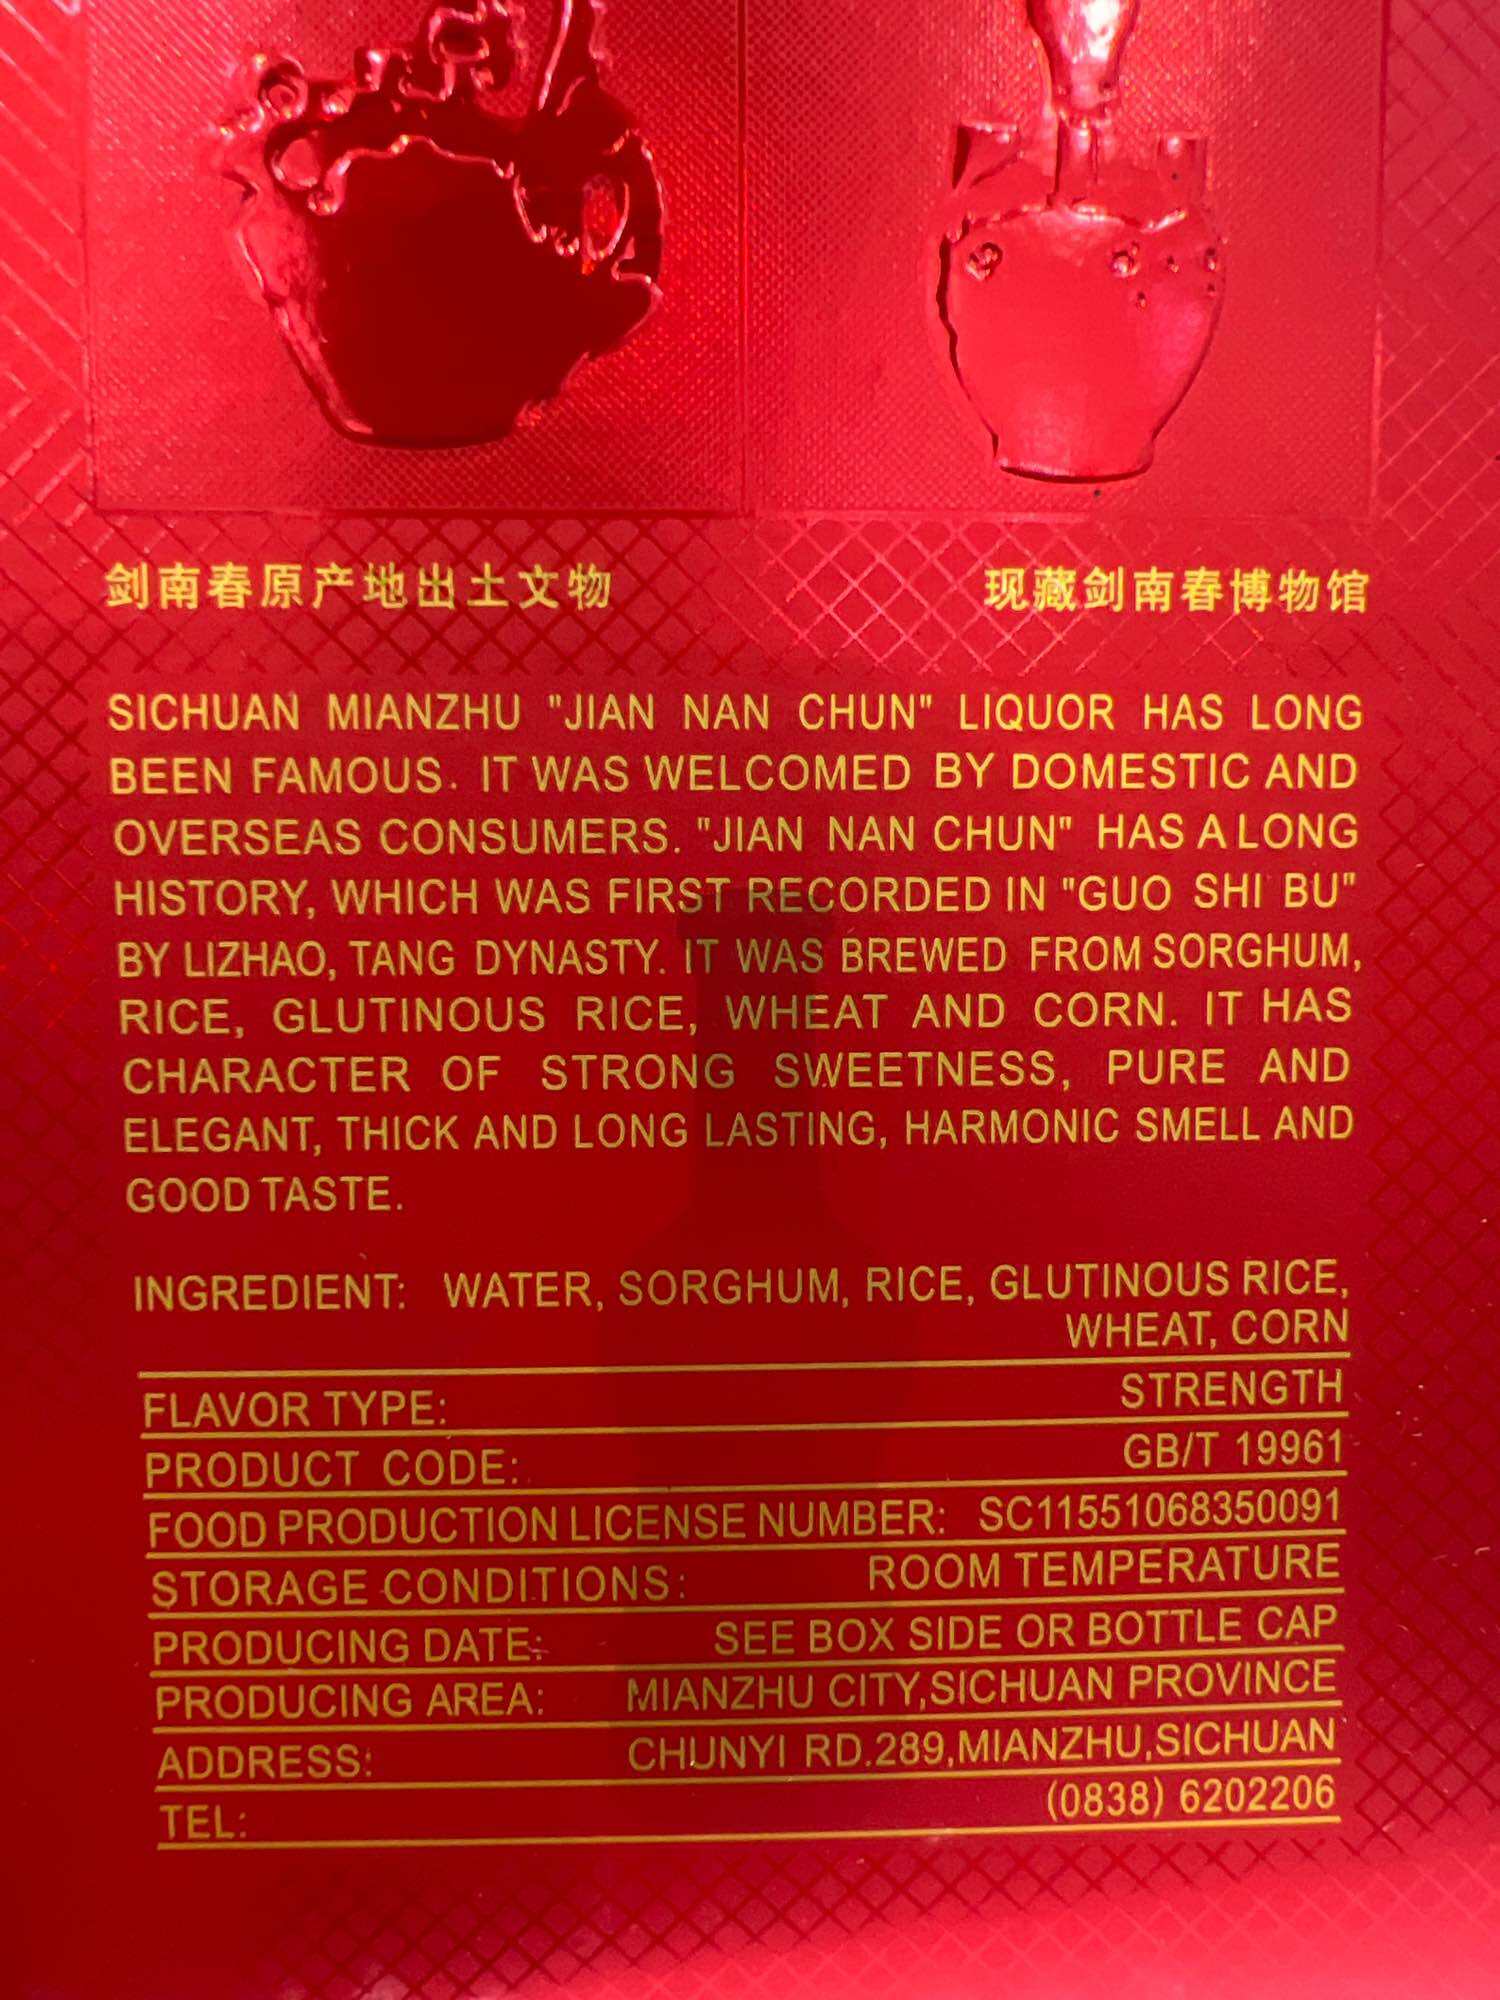 剑南春原产地出土文物 现藏剑南春博物馆
SICHUAN MIANZHU "JIAN NAN CHUN" LIQUOR HAS LONG
BEEN FAMOUS. IT WAS WELCOMED BY DOMESTIC AND
OVERSEAS CONSUMERS. "JIAN NAN CHUN" HAS A LONG
HISTORY, WHICH WAS FIRST RECORDED IN "GUO SHI BU"
BY LIZHAO, TANG DYNASTY. IT WAS BREWED FROM SORGHUM,
RICE, GLUTINOUS RICE, WHEAT AND CORN. IT HAS
CHARACTER OF STRONG SWEETNESS, PURE AND
ELEGANT, THICK AND LONG LASTING, HARMONIC SMELL AND
GOOD TASTE.
INGREDIENT: WATER, SORGHUM, RICE, GLUTINOUS RICE,
WHEAT, CORN
FLAVOR TYPE: STRENGTH
PRODUCT CODE: GB/T 19961
FOOD PRODUCTION LICENSE NUMBER: SC11551068350091
STORAGE CONDITIONS: ROOM TEMPERATURE
PRODUCING DATE: SEE BOX SIDE OR BOTTLE CAP
PRODUCING AREA: MIANZHU CITY,SICHUAN PROVINCE
ADDRESS: CHUNYI RD.289,MIANZHU,SICHUAN
TEL: (0838) 6202206